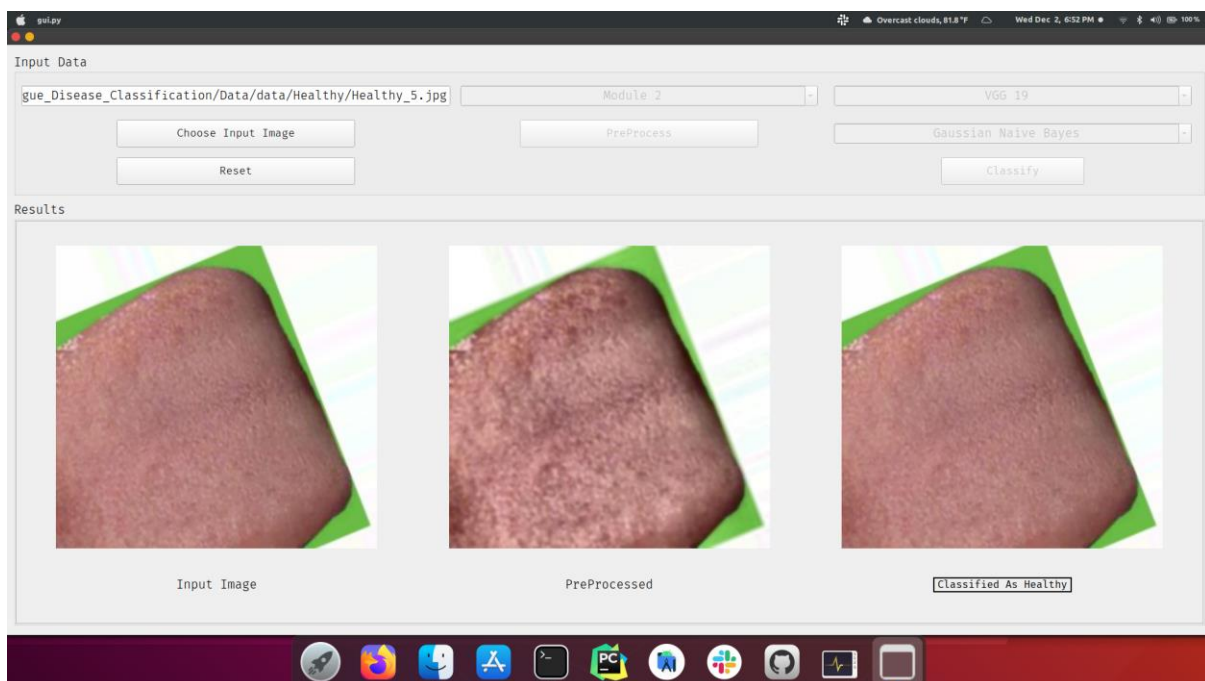 gui.py
Overcast clouds, 81.8 °F
Wed Dec 2, 6:52 PM
100%
Input Data
gue_Disease_Classification/Data/data/Healthy/Healthy_5.jpg
Module 2
VGG 19
Choose Input Image
PreProcess
Gaussian Naive Bayes
Reset
Classify
Results
Input Image
PreProcessed
Classified As Healthy
>_
PC